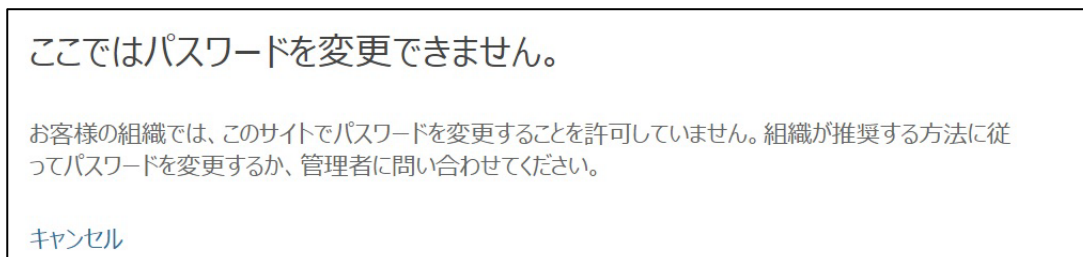 ここではパスワードを変更できません。
お客様の組織では、このサイトでパスワードを変更することを許可していません。組織が推奨する方法に従
ってパスワードを変更するか、管理者に問い合わせてください。
キャンセル